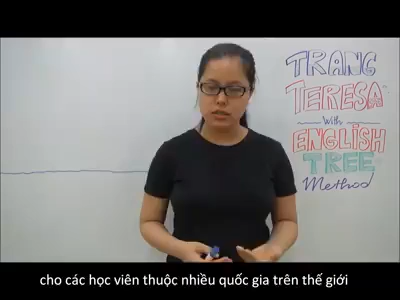 TRANG
TERESA
with
ENGLISH
TREE
Method
cho các học viên thuộc nhiều quốc gia trên thế giới